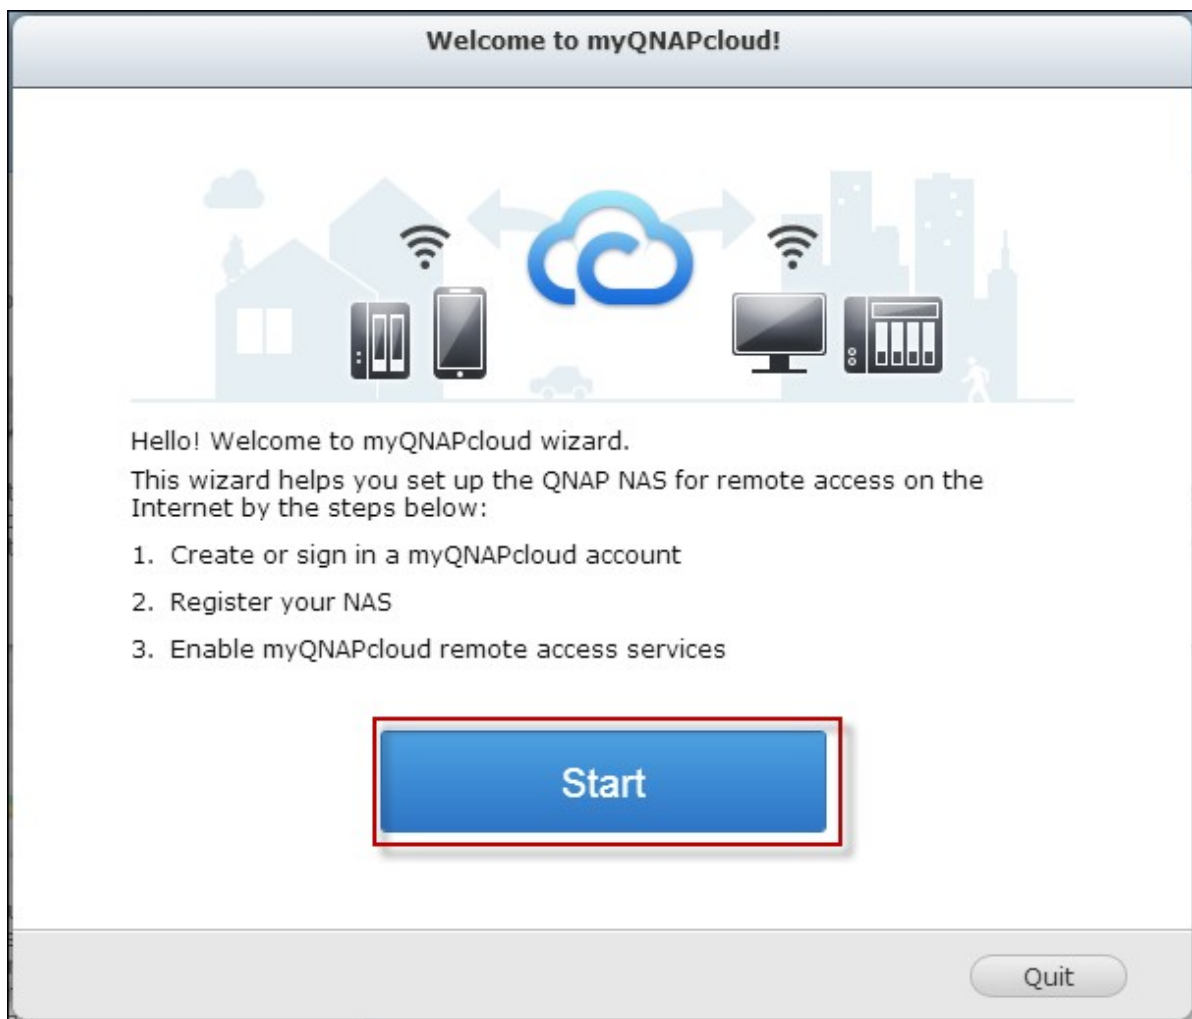 Welcome to myQNAPcloud!
Hello! Welcome to myQNAPcloud wizard.
This wizard helps you set up the QNAP NAS for remote access on the
Internet by the steps below:
1. Create or sign in a myQNAPcloud account
2. Register your NAS
3. Enable myQNAPcloud remote access services
Start
Quit